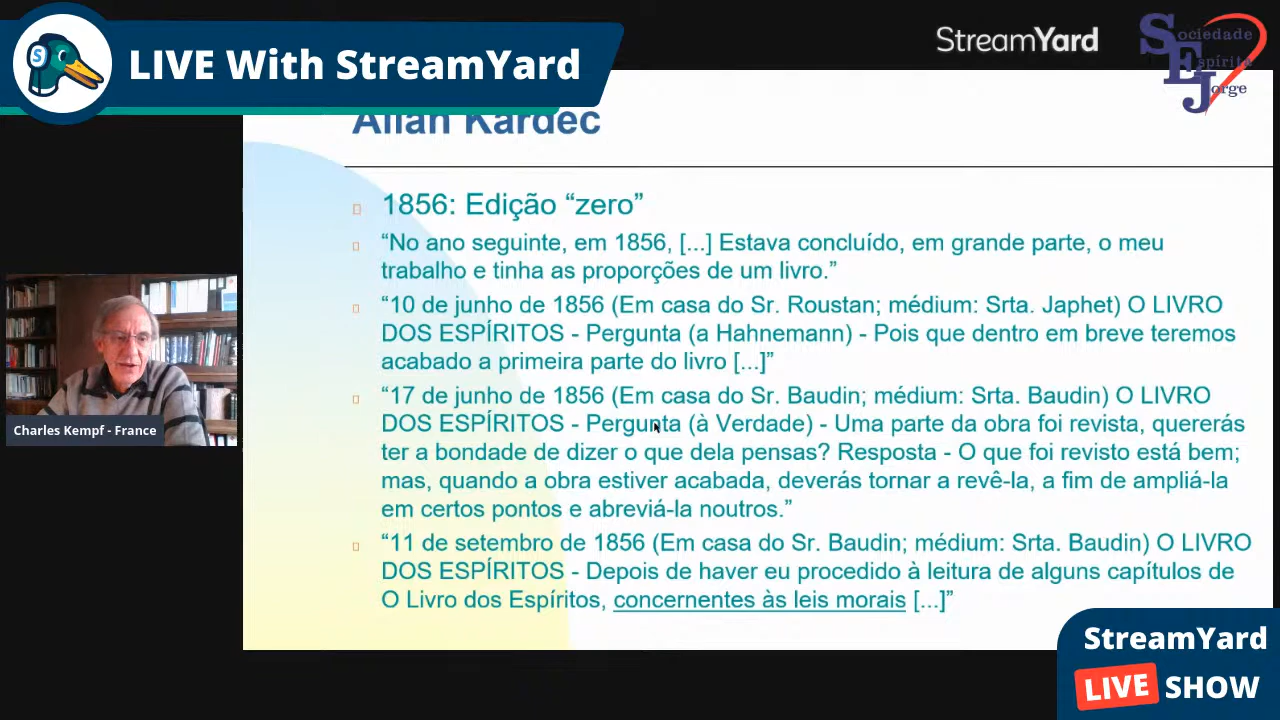 LIVE With StreamYard
StreamYard
Sociedade
Espírita
Jorge
Allan Kardec
1856: Edição “zero”
“No ano seguinte, em 1856, [...] Estava concluído, em grande parte, o meu
trabalho e tinha as proporções de um livro.”
“10 de junho de 1856 (Em casa do Sr. Roustan; médium: Srta. Japhet) O LIVRO
DOS ESPÍRITOS - Pergunta (a Hahnemann) - Pois que dentro em breve teremos
acabado a primeira parte do livro [...]”
“17 de junho de 1856 (Em casa do Sr. Baudin; médium: Srta. Baudin) O LIVRO
DOS ESPÍRITOS - Pergunta (à Verdade) - Uma parte da obra foi revista, quererás
ter a bondade de dizer o que dela pensas? Resposta - O que foi revisto está bem;
mas, quando a obra estiver acabada, deverás tornar a revê-la, a fim de ampliá-la
em certos pontos e abreviá-la noutros.”
“11 de setembro de 1856 (Em casa do Sr. Baudin; médium: Srta. Baudin) O LIVRO
DOS ESPÍRITOS - Depois de haver eu procedido à leitura de alguns capítulos de
O Livro dos Espíritos, concernentes às leis morais [...]”
Charles Kempf - France
StreamYard
LIVE SHOW